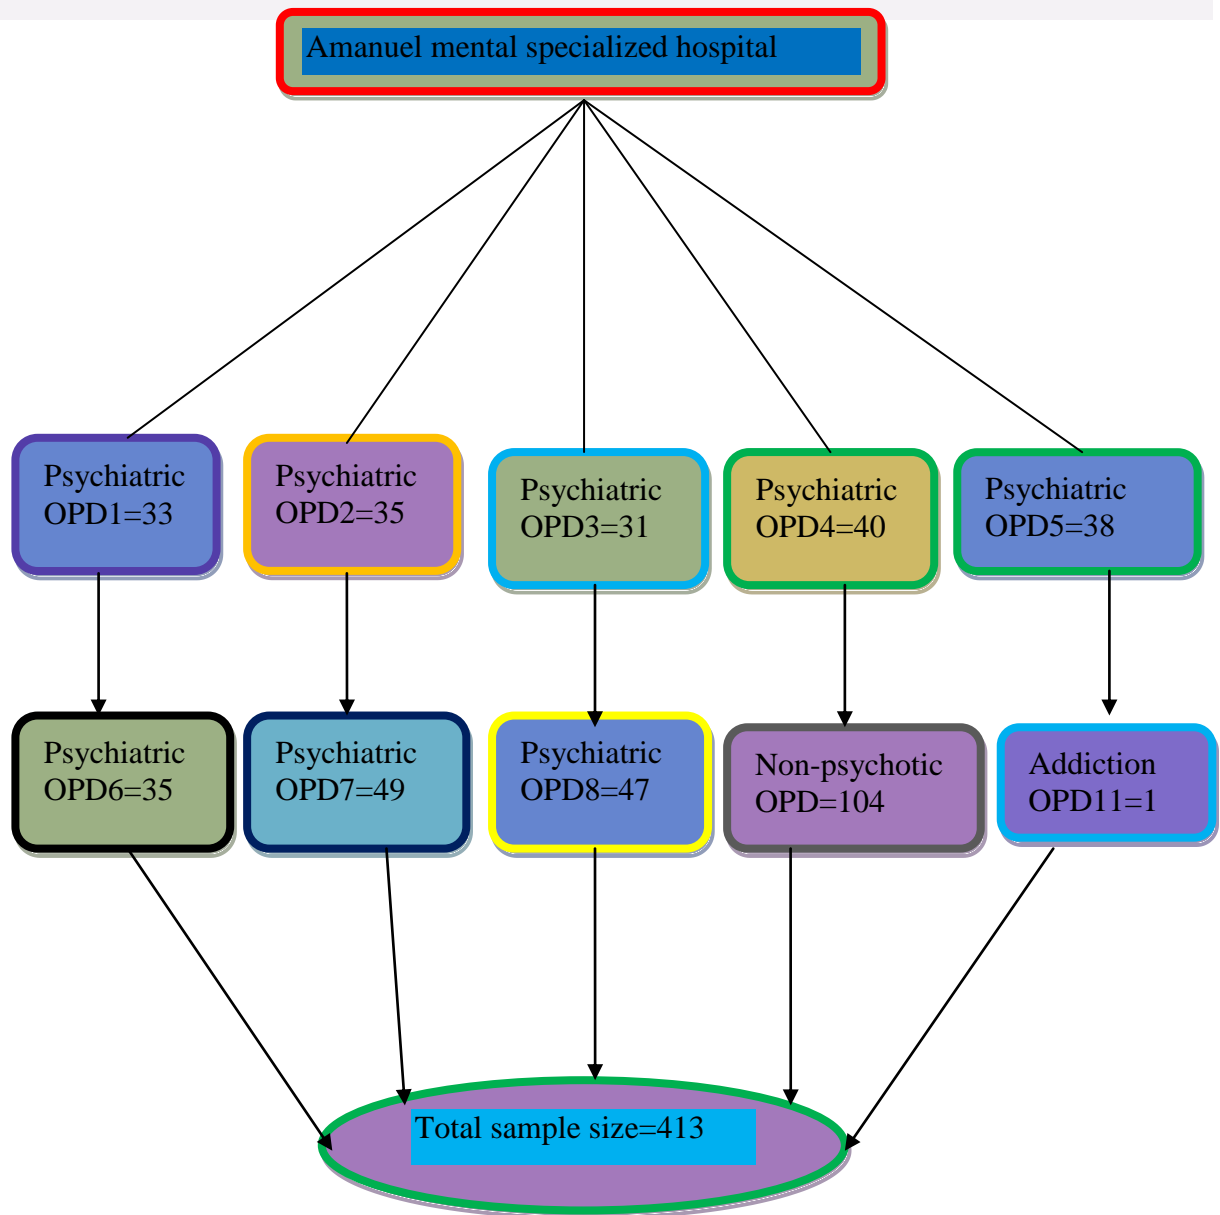 Amanuel mental specialized hospital
Psychiatric
OPD1=33
Psychiatric
OPD2=35
Psychiatric
OPD3=31
Psychiatric
OPD4=40
Psychiatric
OPD5=38
Psychiatric
OPD6=35
Psychiatric
OPD7=49
Psychiatric
OPD8=47
Non-psychotic
OPD=104
Addiction
OPD11=1
Total sample size=413